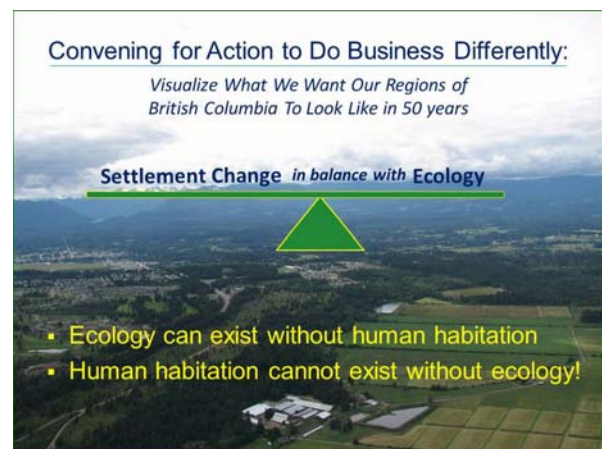 Convening for Action to Do Business Differently:
Visualize What We Want Our Regions of
British Columbia To Look Like in 50 years
Settlement Change in balance with Ecology
▪ Ecology can exist without human habitation
▪ Human habitation cannot exist without ecology!